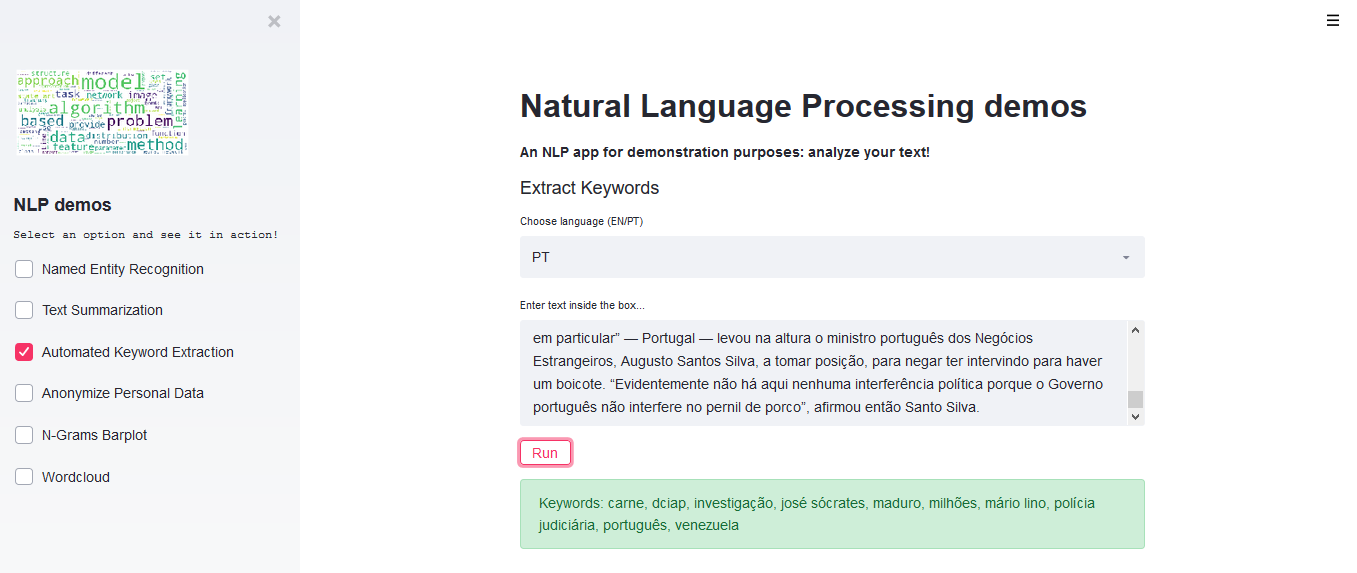 ×
☰
structure
approach model set
task network image learning
algorithm
based provide problem
data distribution function
number
feature parameter method
NLP demos
Select an option and see it in action!
Named Entity Recognition
Text Summarization
Automated Keyword Extraction
Anonymize Personal Data
N-Grams Barplot
Wordcloud
Natural Language Processing demos
An NLP app for demonstration purposes: analyze your text!
Extract Keywords
Choose language (EN/PT)
PT
Enter text inside the box...
em particular” — Portugal — levou na altura o ministro português dos Negócios
Estrangeiros, Augusto Santos Silva, a tomar posição, para negar ter intervindo para haver
um boicote. “Evidentemente não há aqui nenhuma interferência política porque o Governo
português não interfere no pernil de porco”, afirmou então Santo Silva.
Run
Keywords: carne, dciap, investigação, josé sócrates, maduro, milhões, mário lino, polícia
judiciária, português, venezuela